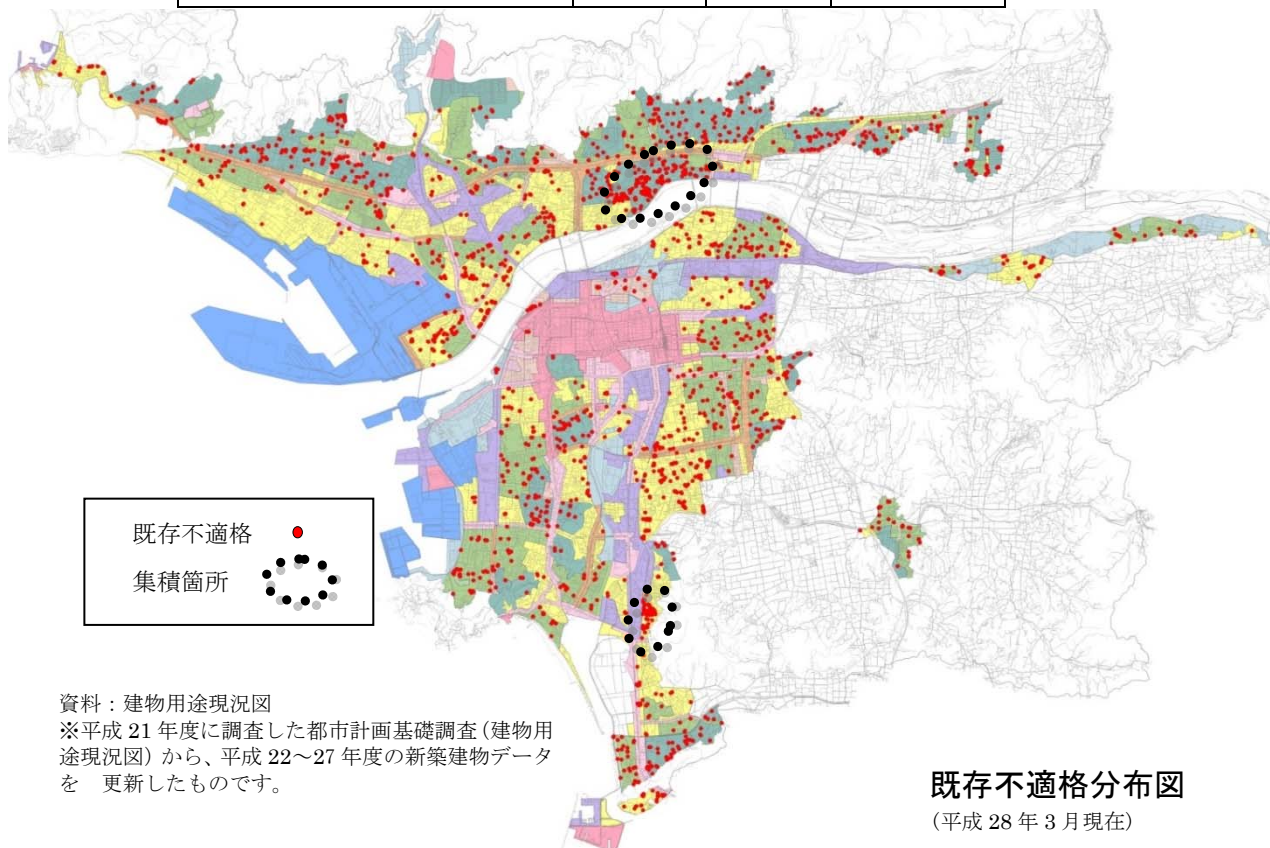 既存不適格
集積箇所
資料:建物用途現況図
※平成 21 年度に調査した都市計画基礎調査(建物用
途現況図)から、平成 22~27 年度の新築建物データ
を 更新したものです。
既存不適格分布図
(平成 28 年 3 月現在)